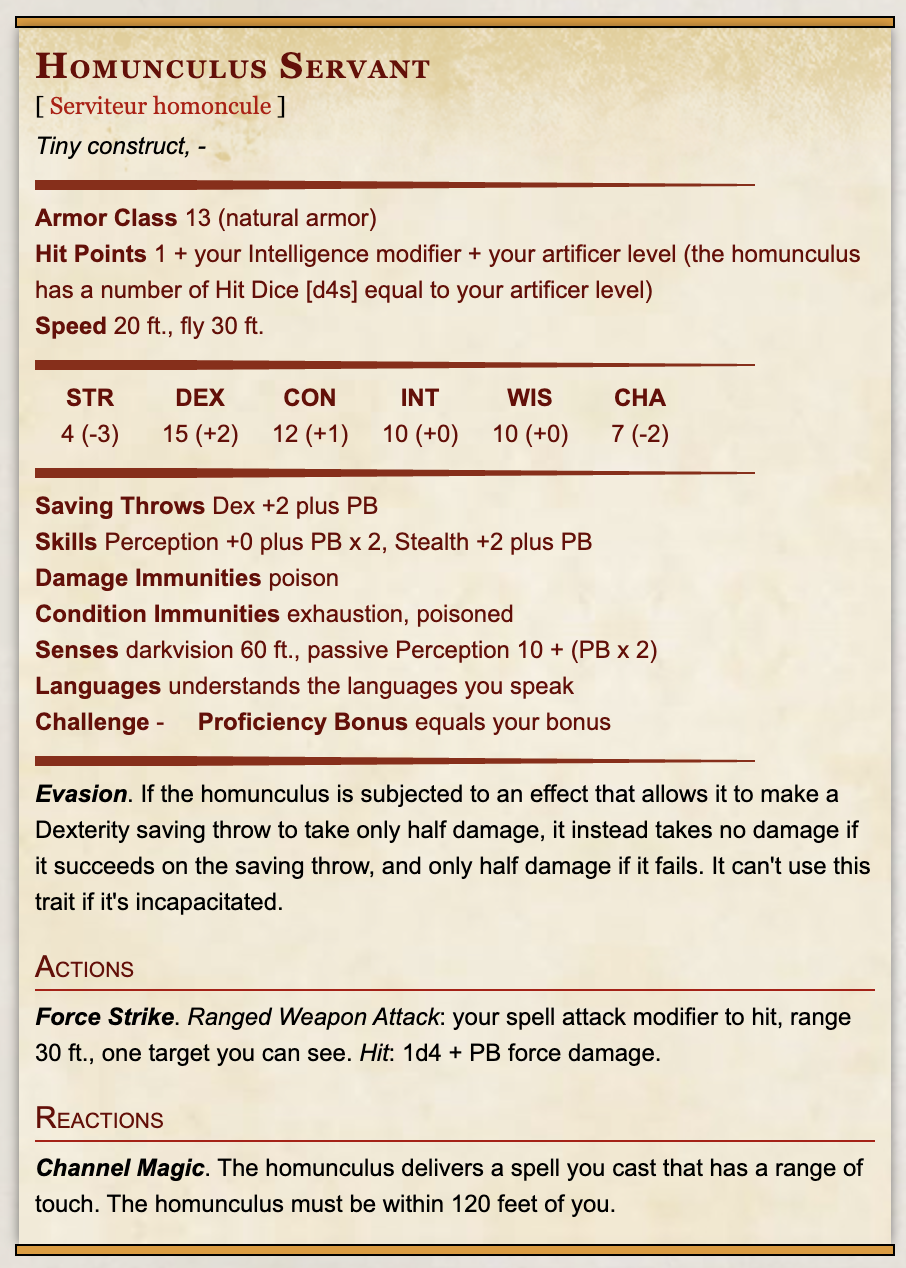 Homunculus Servant
[ Serviteur homoncule ]
Tiny construct, -
Armor Class 13 (natural armor)
Hit Points 1 + your Intelligence modifier + your artificer level (the homunculus
has a number of Hit Dice [d4s] equal to your artificer level)
Speed 20 ft., fly 30 ft.
STR DEX CON INT WIS CHA
4 (-3) 15 (+2) 12 (+1) 10 (+0) 10 (+0) 7 (-2)
Saving Throws Dex +2 plus PB
Skills Perception +0 plus PB x 2, Stealth +2 plus PB
Damage Immunities poison
Condition Immunities exhaustion, poisoned
Senses darkvision 60 ft., passive Perception 10 + (PB x 2)
Languages understands the languages you speak
Challenge - Proficiency Bonus equals your bonus
Evasion. If the homunculus is subjected to an effect that allows it to make a
Dexterity saving throw to take only half damage, it instead takes no damage if
it succeeds on the saving throw, and only half damage if it fails. It can't use this
trait if it's incapacitated.
Actions
Force Strike. Ranged Weapon Attack: your spell attack modifier to hit, range
30 ft., one target you can see. Hit: 1d4 + PB force damage.
Reactions
Channel Magic. The homunculus delivers a spell you cast that has a range of
touch. The homunculus must be within 120 feet of you.